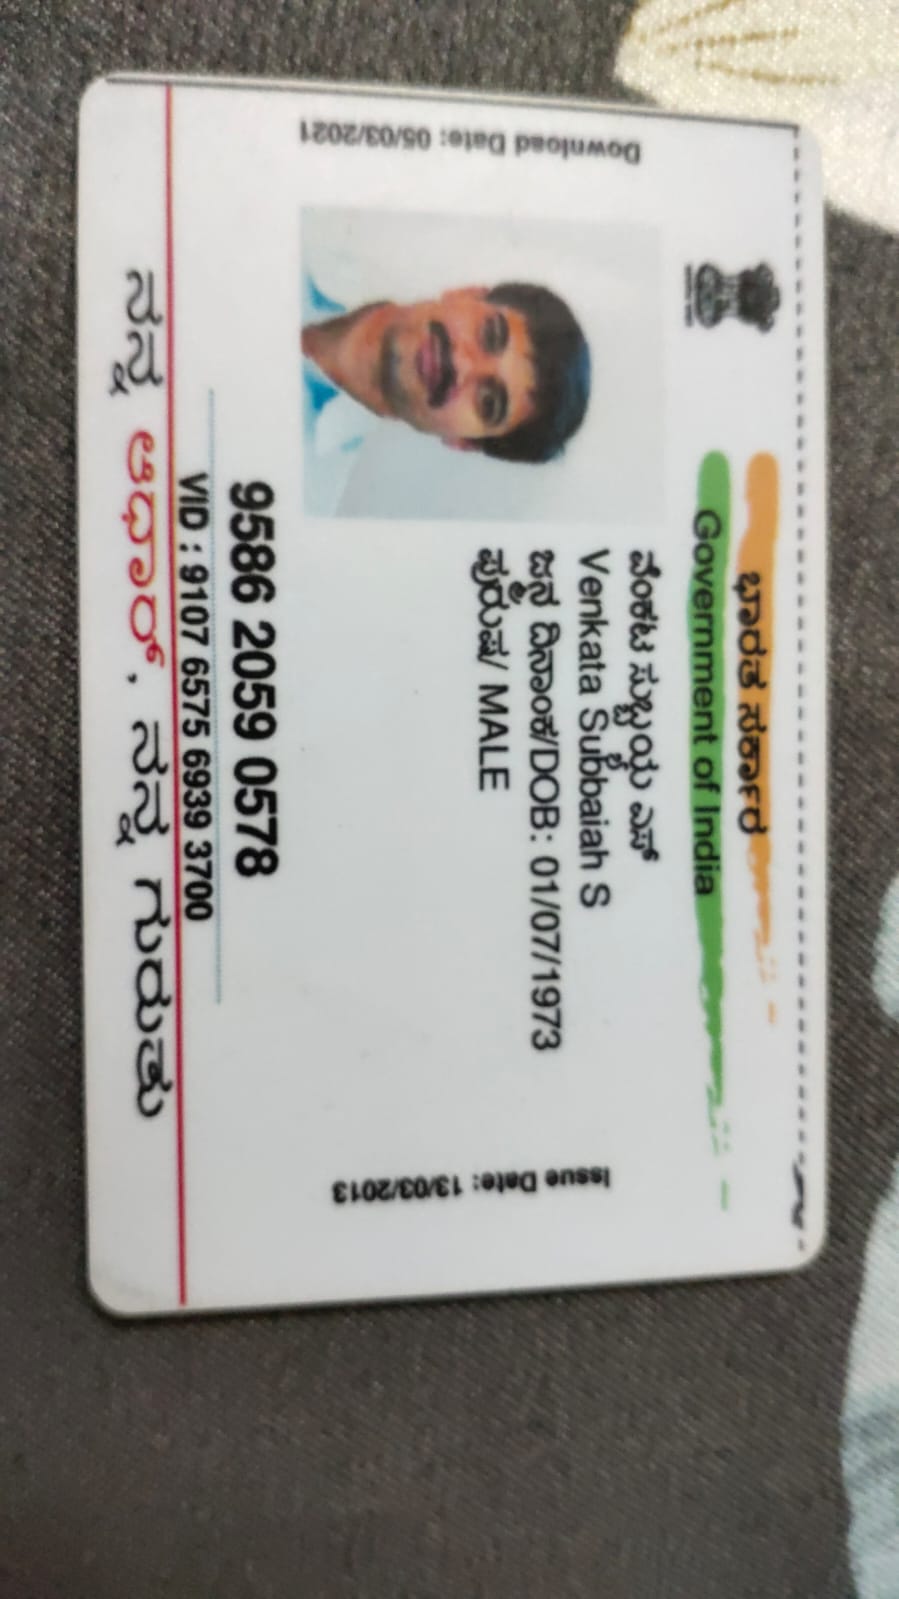 ಭಾರತ ಸರ್ಕಾರ
Government of India
Download Date: 05/03/2021
ವೆಂಕಟ ಸುಬ್ಬಯ್ಯ ಎಸ್
Venkata Subbaiah S
ಜನ್ಮ ದಿನಾಂಕ/DOB: 01/07/1973
ಪುರುಷ/ MALE
Issue Date: 13/03/2013
9586 2059 0578
VID : 9107 6575 6939 3700
ನನ್ನ ಆಧಾರ್, ನನ್ನ ಗುರುತು